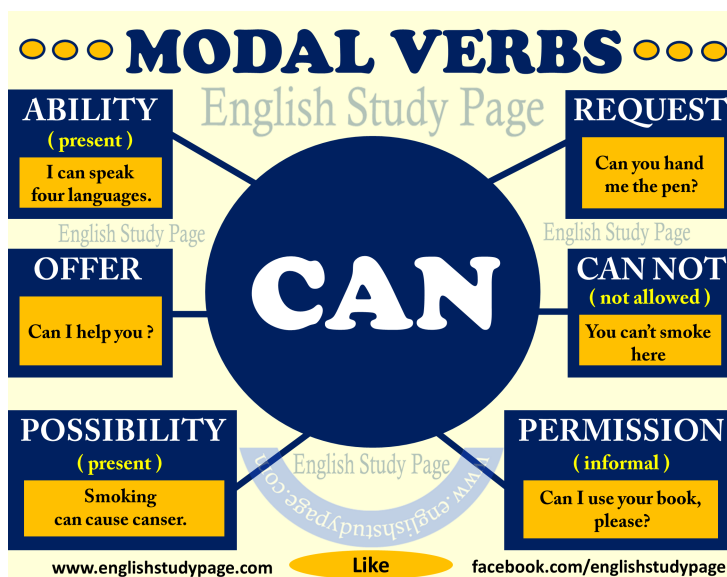 MODAL VERBS
English Study Page
ABILITY
( present )
I can speak
four languages.
REQUEST
Can you hand
me the pen?
English Study Page
English Study Page
OFFER
Can I help you ?
CAN
CAN NOT
( not allowed )
You can't smoke
here
POSSIBILITY
( present )
Smoking
can cause canser.
English Study Page
www.englishstudypage.com
PERMISSION
( informal )
Can I use your book,
please?
www.englishstudypage.com
Like
facebook.com/englishstudypage